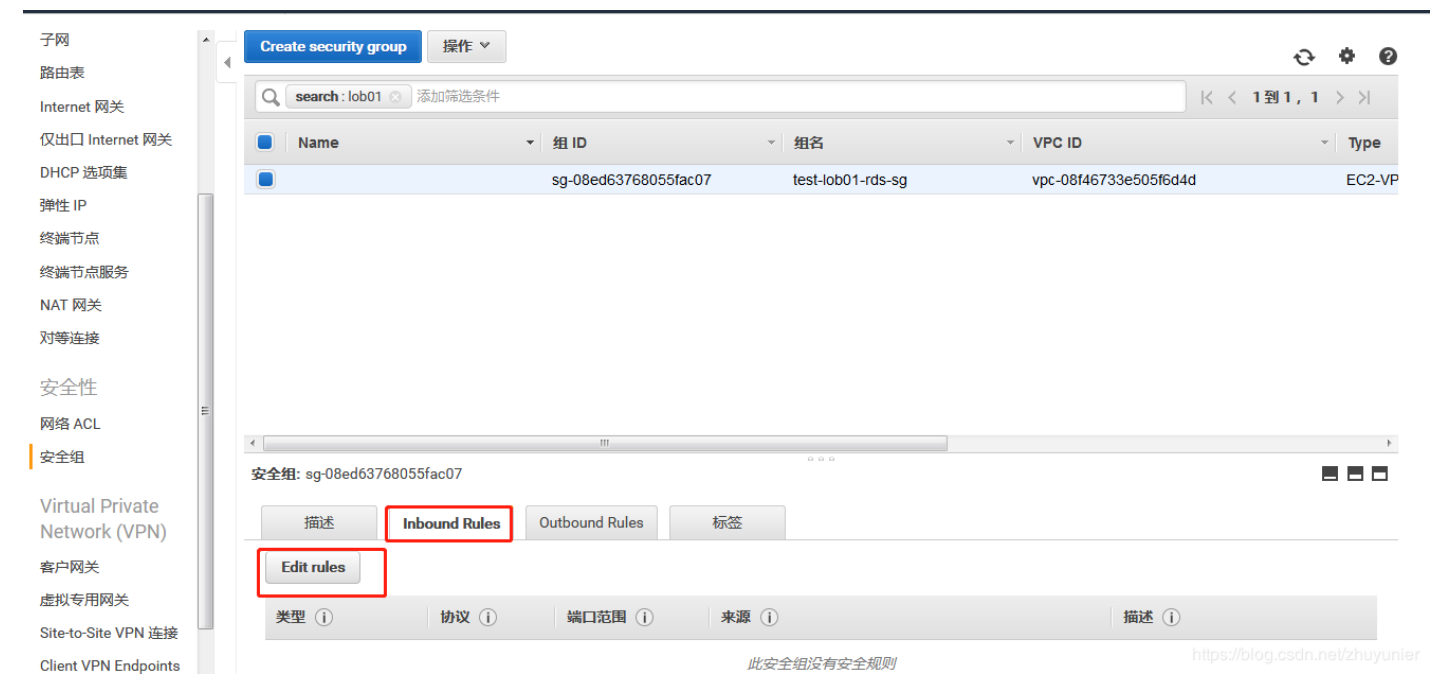 子网
路由表
Internet 网关
仅出口 Internet 网关
DHCP 选项集
弹性 IP
终端节点
终端节点服务
NAT 网关
对等连接
安全性
网络 ACL
安全组
Virtual Private
Network (VPN)
客户网关
虚拟专用网关
Site-to-Site VPN 连接
Client VPN Endpoints
Create security group 操作
search : lob01 添加筛选条件 1到1, 1
Name 组 ID 组名 VPC ID Type
sg-08ed63768055fac07 test-lob01-rds-sg vpc-08f46733e505f6d4d EC2-VP
安全组: sg-08ed63768055fac07
描述 Inbound Rules Outbound Rules 标签
Edit rules
类型 协议 端口范围 来源 描述
此安全组没有安全规则
https://blog.csdn.net/zhuyunier